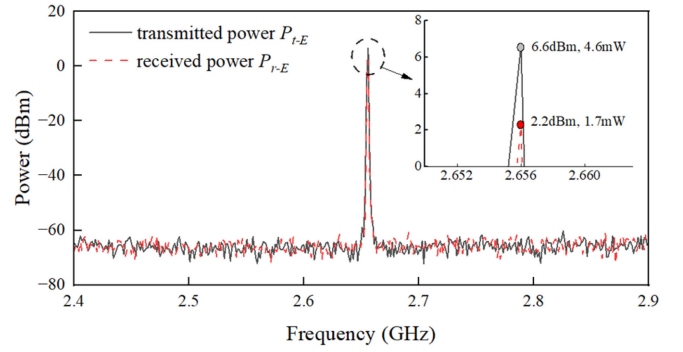 transmitted power P_{t-E}
received power P_{r-E}
8
6.6dBm, 4.6mW
6
4
2.2dBm, 1.7mW
2
0
2.652 2.656 2.660
20
0
−20
−40
−60
−80
Power (dBm)
2.4 2.5 2.6 2.7 2.8 2.9
Frequency (GHz)